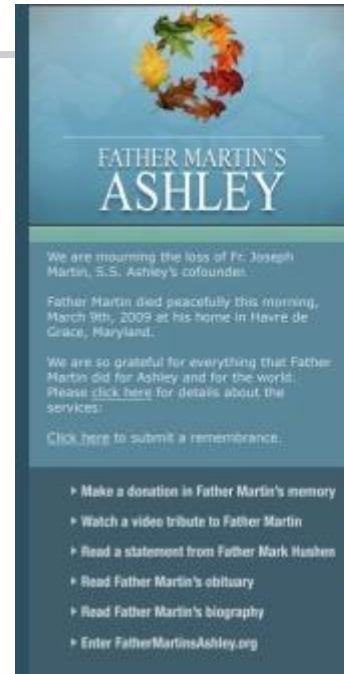 FATHER MARTIN'S
ASHLEY
We are mourning the loss of Fr. Joseph
Martin, S.S. Ashley's cofounder.
Father Martin died peacefully this morning,
March 9th, 2009 at his home in Havre de
Grace, Maryland.
We are so grateful for everything that Father
Martin did for Ashley and for the world.
Please click here for details about the
services:
Click here to submit a remembrance.
Make a donation in Father Martin's memory
Watch a video tribute to Father Martin
Read a statement from Father Mark Hushen
Read Father Martin's obituary
Read Father Martin's biography
Enter FatherMartinsAshley.org